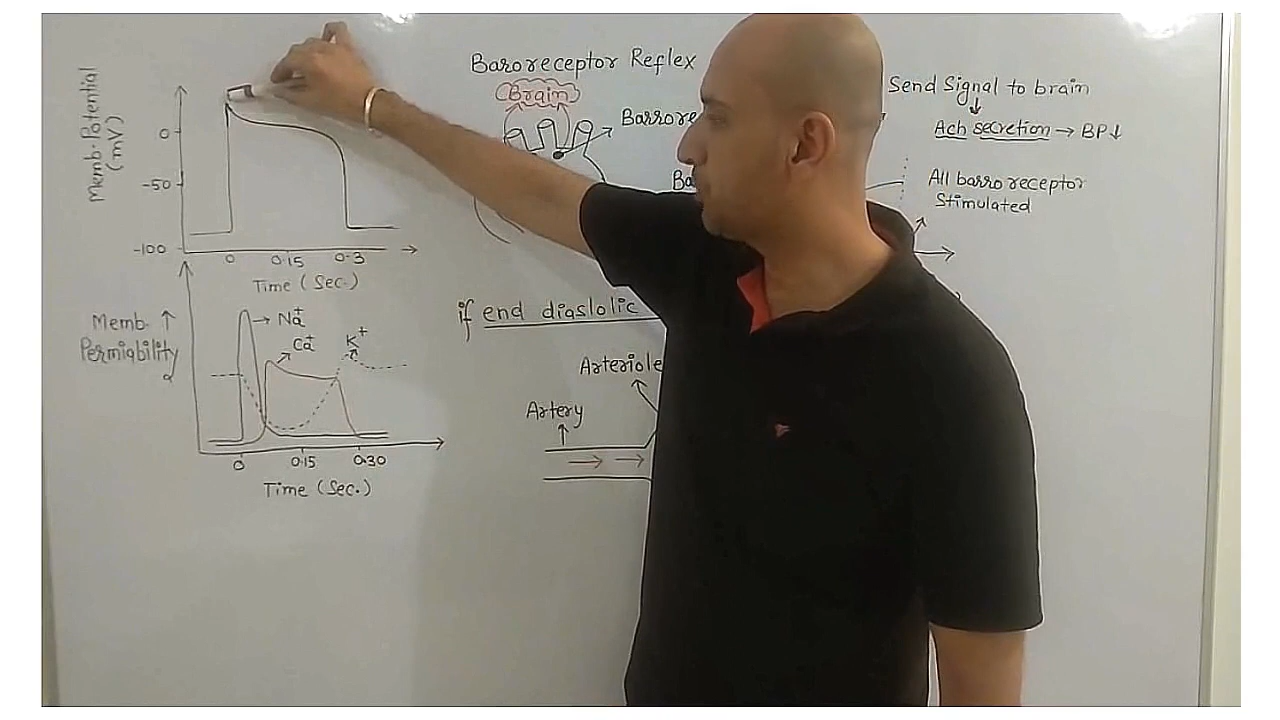 Memb. Potential
(mV)
0
-50
-100
0 0.15 0.3
Time (Sec.)
Memb. ↑
Permiability
Na+
Ca+
K+
0 0.15 0.30
Time (Sec.)
Baroreceptor Reflex
Brain
if end diaslolic
Arteriole
Artery
Send Signal to brain
↓
Ach secretion → BP↓
All barro receptor
Stimulated